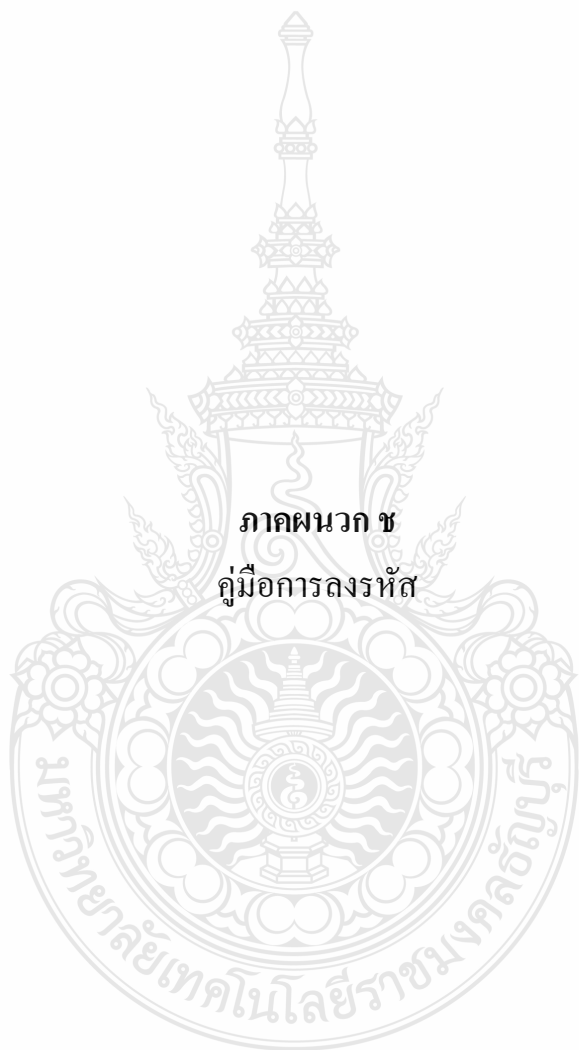 ภาคผนวก ช
คู่มือการลงรหัส
มหาวิทยาลัยเทคโนโลยีราชมงคลธัญบุรี